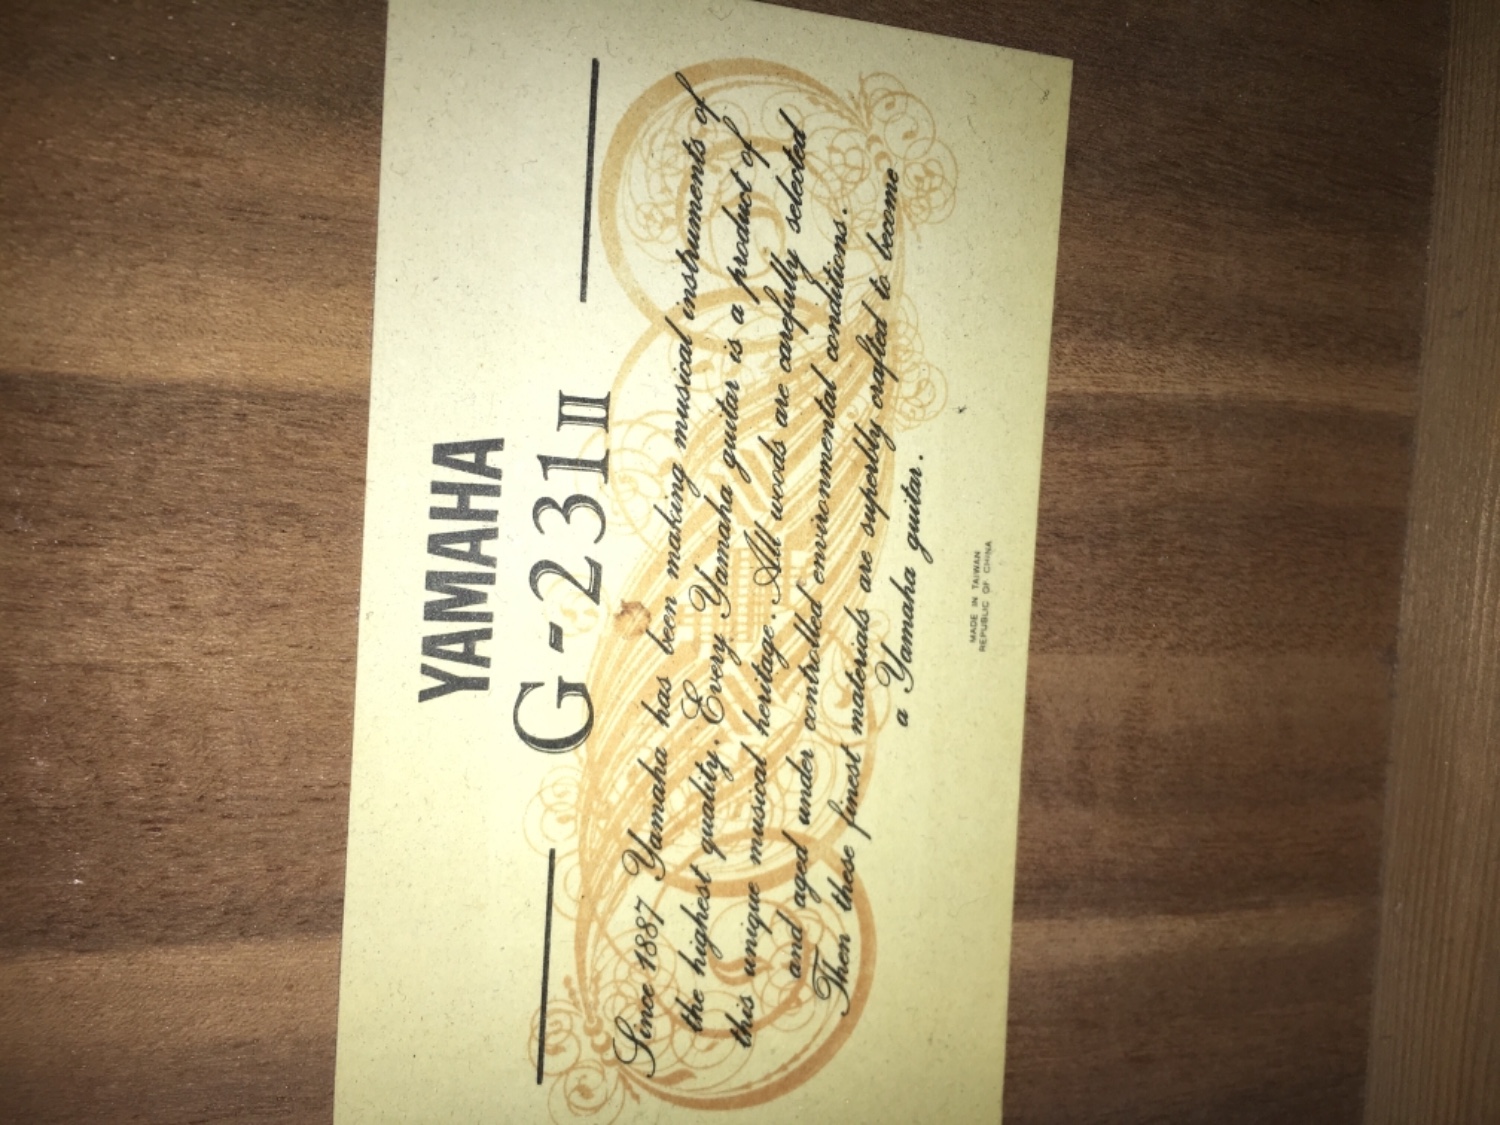 YAMAHA
G-231II
Since 1887 Yamaha has been making musical instruments of
the highest quality. Every Yamaha guitar is a product of
this unique musical heritage. All woods are carefully selected
and aged under controlled environmental conditions.
Then these finest materials are superbly crafted to become
a Yamaha guitar.
MADE IN TAIWAN
REPUBLIC OF CHINA